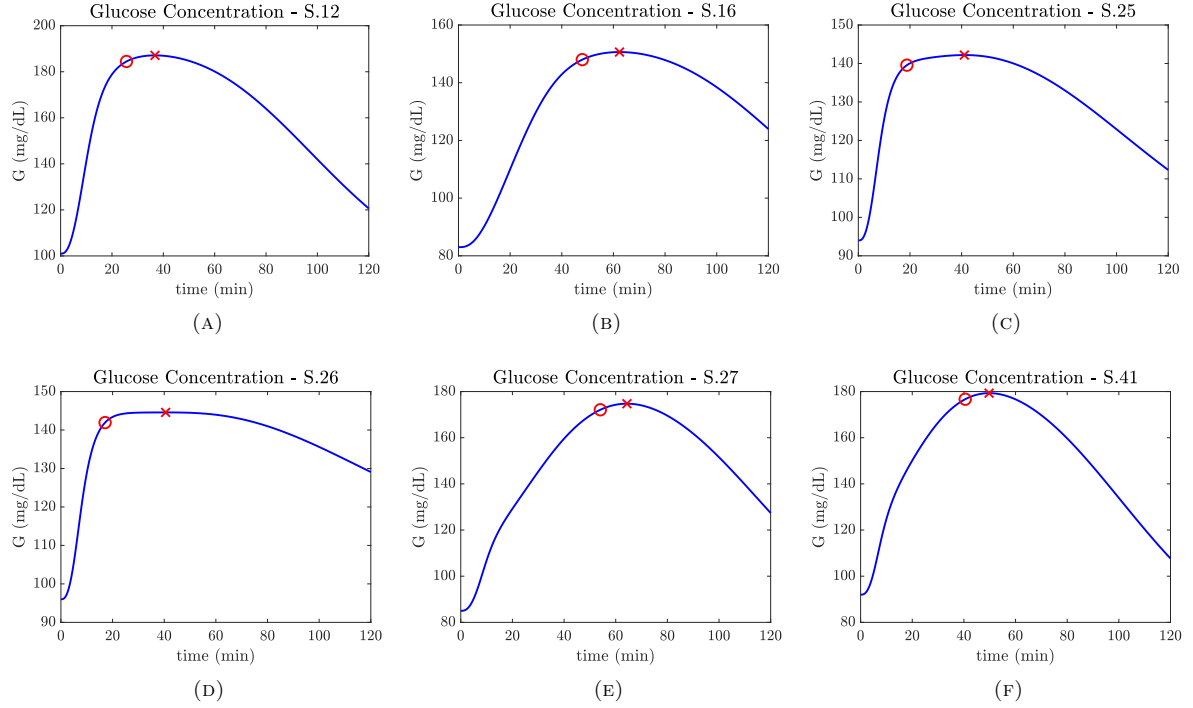 Glucose Concentration - S.12
200
180
160
140
120
100
G (mg/dL)
0 20 40 60 80 100 120
time (min)
(A)
Glucose Concentration - S.16
160
140
120
100
80
G (mg/dL)
0 20 40 60 80 100 120
time (min)
(B)
Glucose Concentration - S.25
150
140
130
120
110
100
90
G (mg/dL)
0 20 40 60 80 100 120
time (min)
(C)
Glucose Concentration - S.26
150
140
130
120
110
100
90
G (mg/dL)
0 20 40 60 80 100 120
time (min)
(D)
Glucose Concentration - S.27
180
160
140
120
100
80
G (mg/dL)
0 20 40 60 80 100 120
time (min)
(E)
Glucose Concentration - S.41
180
160
140
120
100
80
G (mg/dL)
0 20 40 60 80 100 120
time (min)
(F)